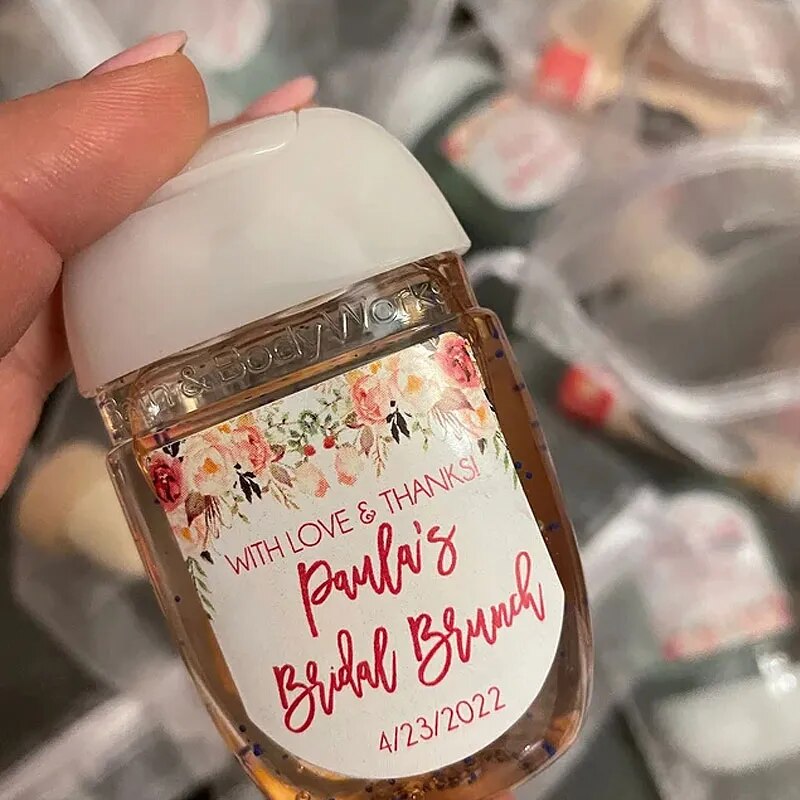 Bath & Body Works
WITH LOVE & THANKS!
Paula's
Bridal Brunch
4/23/2022